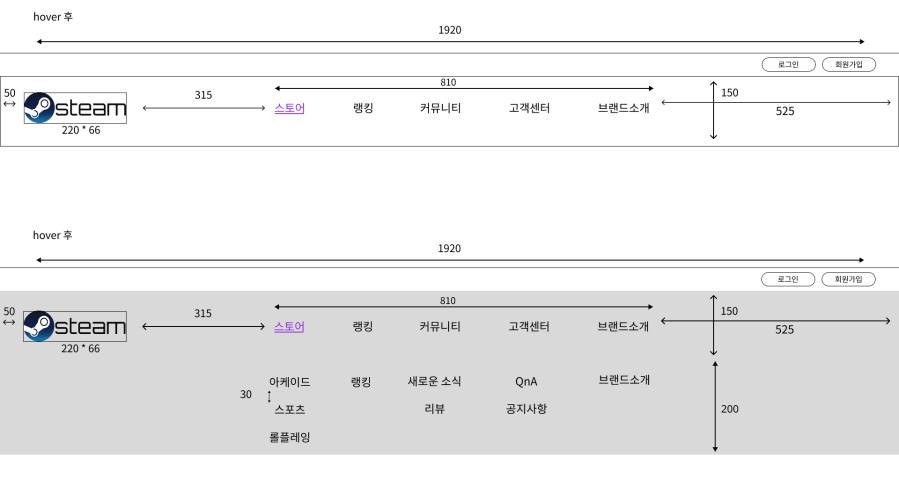 hover 후
1920
로그인 회원가입
50 steam 315 스토어 810 랭킹 커뮤니티 고객센터 브랜드소개 150 525
220 * 66
hover 후
1920
로그인 회원가입
50 steam 315 스토어 810 랭킹 커뮤니티 고객센터 브랜드소개 150 525
220 * 66
아케이드 랭킹 새로운 소식 QnA 브랜드소개
30
스포츠 리뷰 공지사항 200
롤플레잉